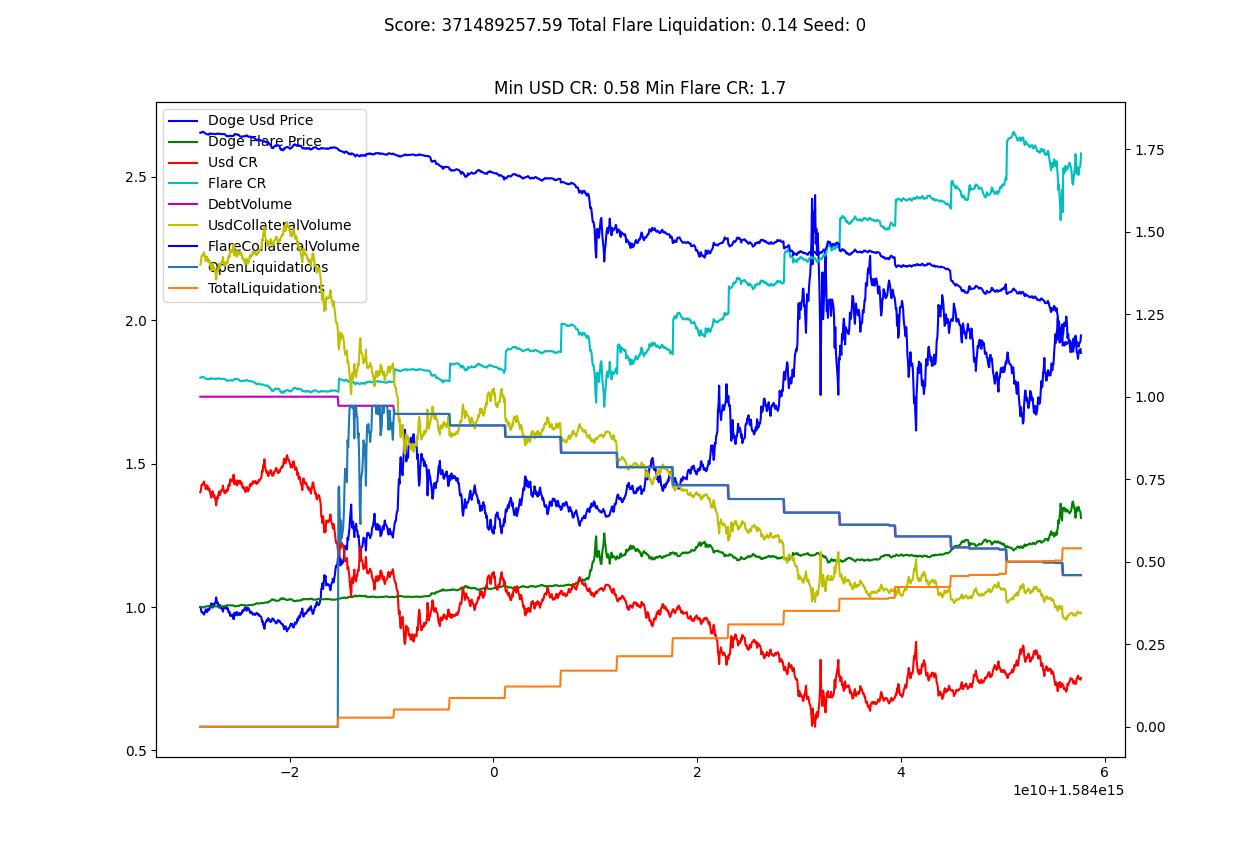 Score: 371489257.59 Total Flare Liquidation: 0.14 Seed: 0
Min USD CR: 0.58 Min Flare CR: 1.7
Doge Usd Price
Doge Flare Price
Usd CR
Flare CR
DebtVolume
UsdCollateralVolume
FlareCollateralVolume
OpenLiquidations
TotalLiquidations
2.5
2.0
1.5
1.0
0.5
1.75
1.50
1.25
1.00
0.75
0.50
0.25
0.00
−2
0
2
4
6
1e10+1.584e15